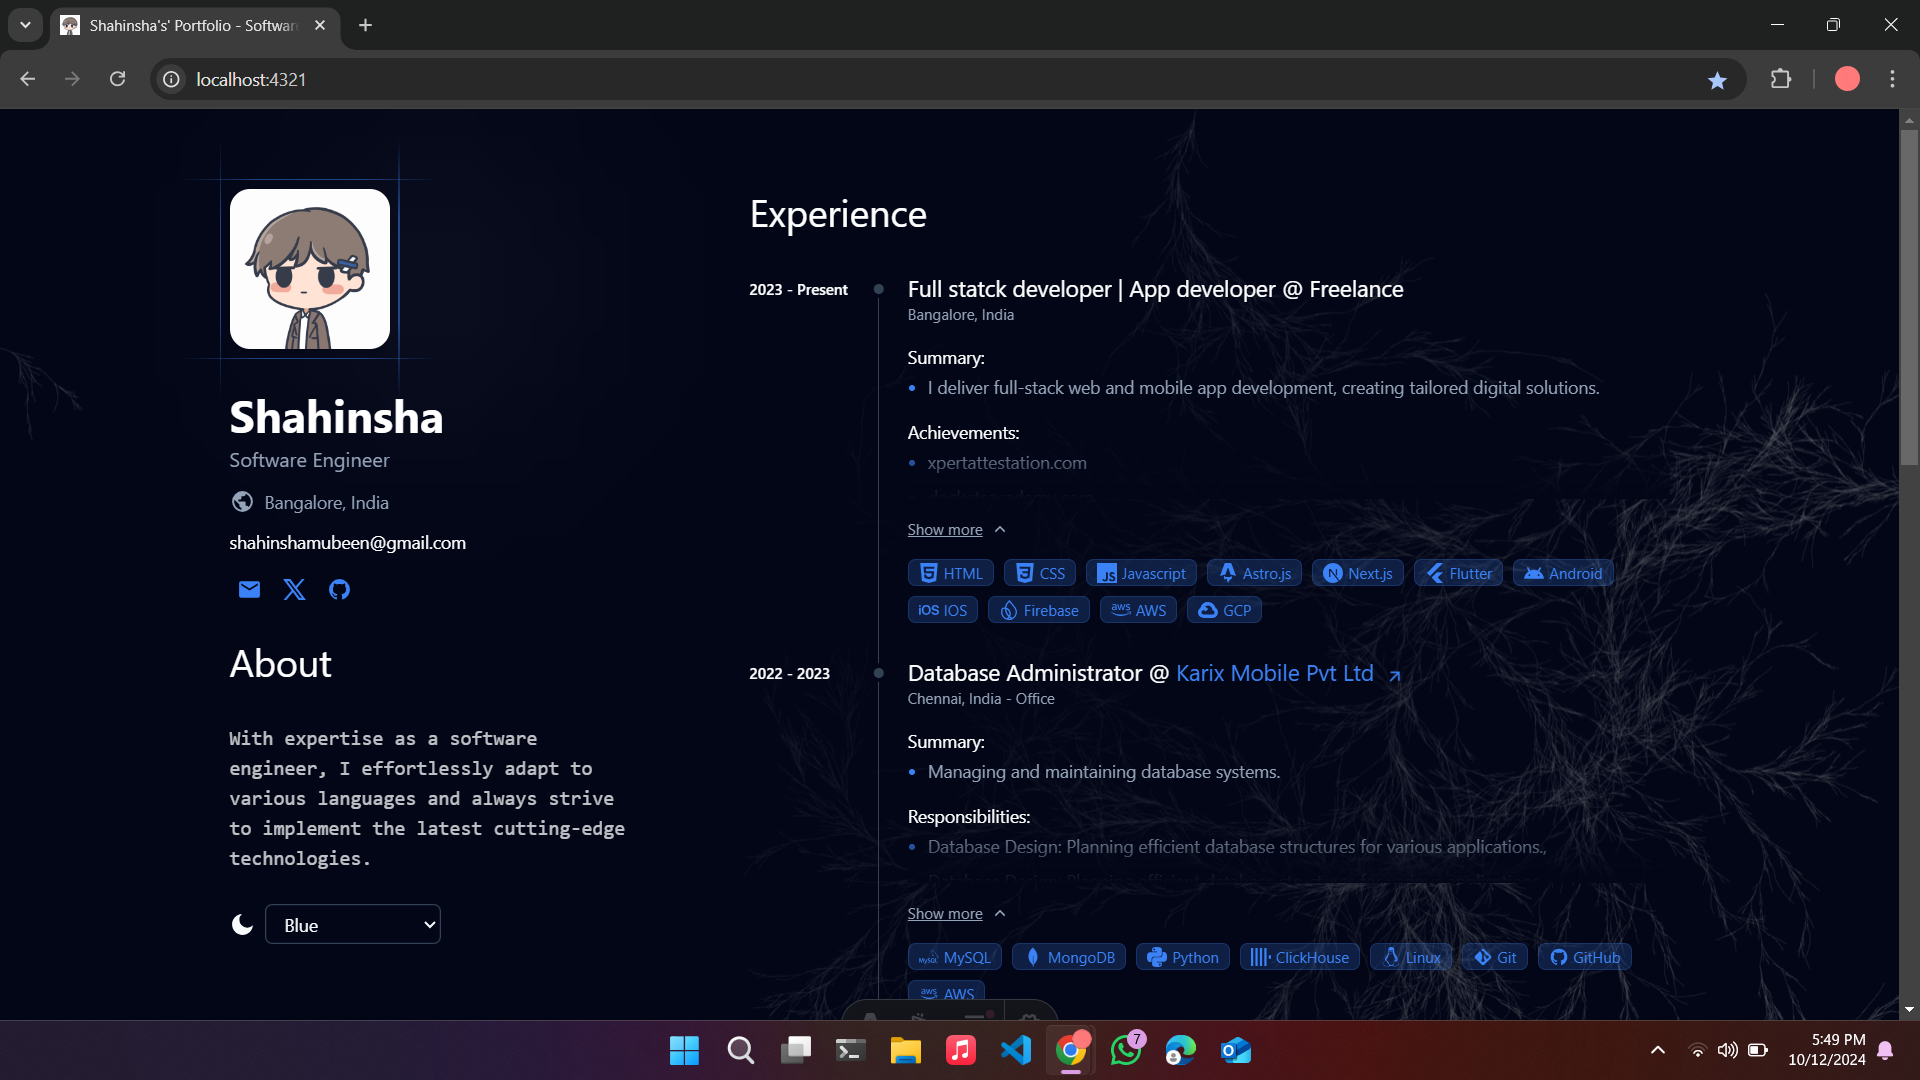 Shahinsha's' Portfolio - Softwar
localhost:4321
Shahinsha
Software Engineer
Bangalore, India
shahinshamubeen@gmail.com
About
With expertise as a software
engineer, I effortlessly adapt to
various languages and always strive
to implement the latest cutting-edge
technologies.
Blue
Experience
2023 - Present
Full statck developer | App developer @ Freelance
Bangalore, India
Summary:
I deliver full-stack web and mobile app development, creating tailored digital solutions.
Achievements:
xpertattestation.com
Show more
HTML CSS JS Javascript Astro.js N Next.js Flutter Android
iOS IOS Firebase aws AWS GCP
2022 - 2023
Database Administrator @ Karix Mobile Pvt Ltd
Chennai, India - Office
Summary:
Managing and maintaining database systems.
Responsibilities:
Database Design: Planning efficient database structures for various applications.,
Show more
MySQL MySQL MongoDB Python ClickHouse Linux Git GitHub
aws AWS
7
5:49 PM
10/12/2024